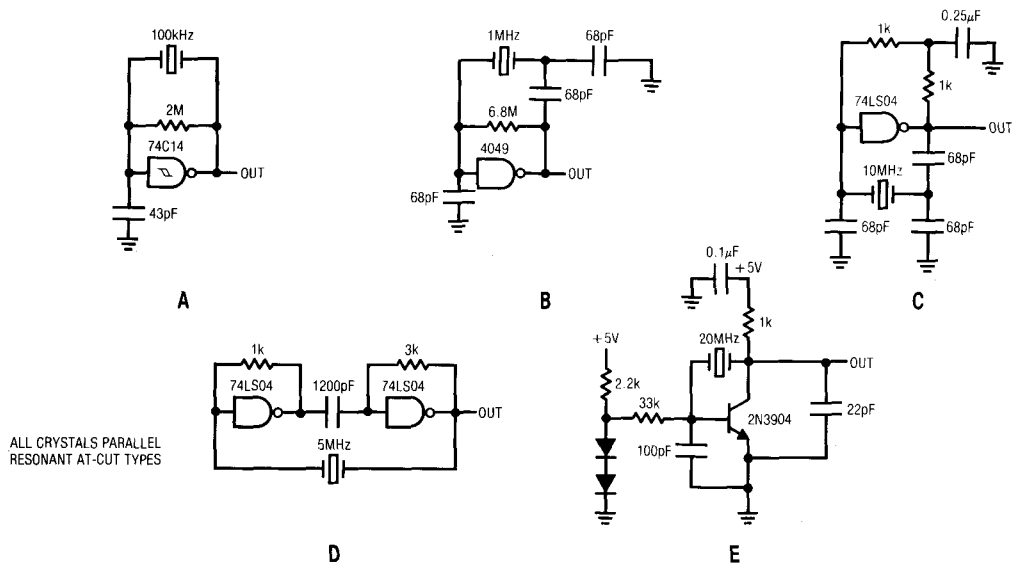 100kHz
2M
74C14
OUT
43pF
A
1MHz
68pF
68pF
6.8M
4049
OUT
68pF
B
1k
0.25μF
1k
74LS04
OUT
68pF
10MHz
68pF
68pF
C
1k
74LS04
1200pF
3k
74LS04
OUT
5MHz
ALL CRYSTALS PARALLEL
RESONANT AT-CUT TYPES
D
0.1μF
+5V
1k
20MHz
OUT
+5V
2.2k
33k
2N3904
22pF
100pF
E